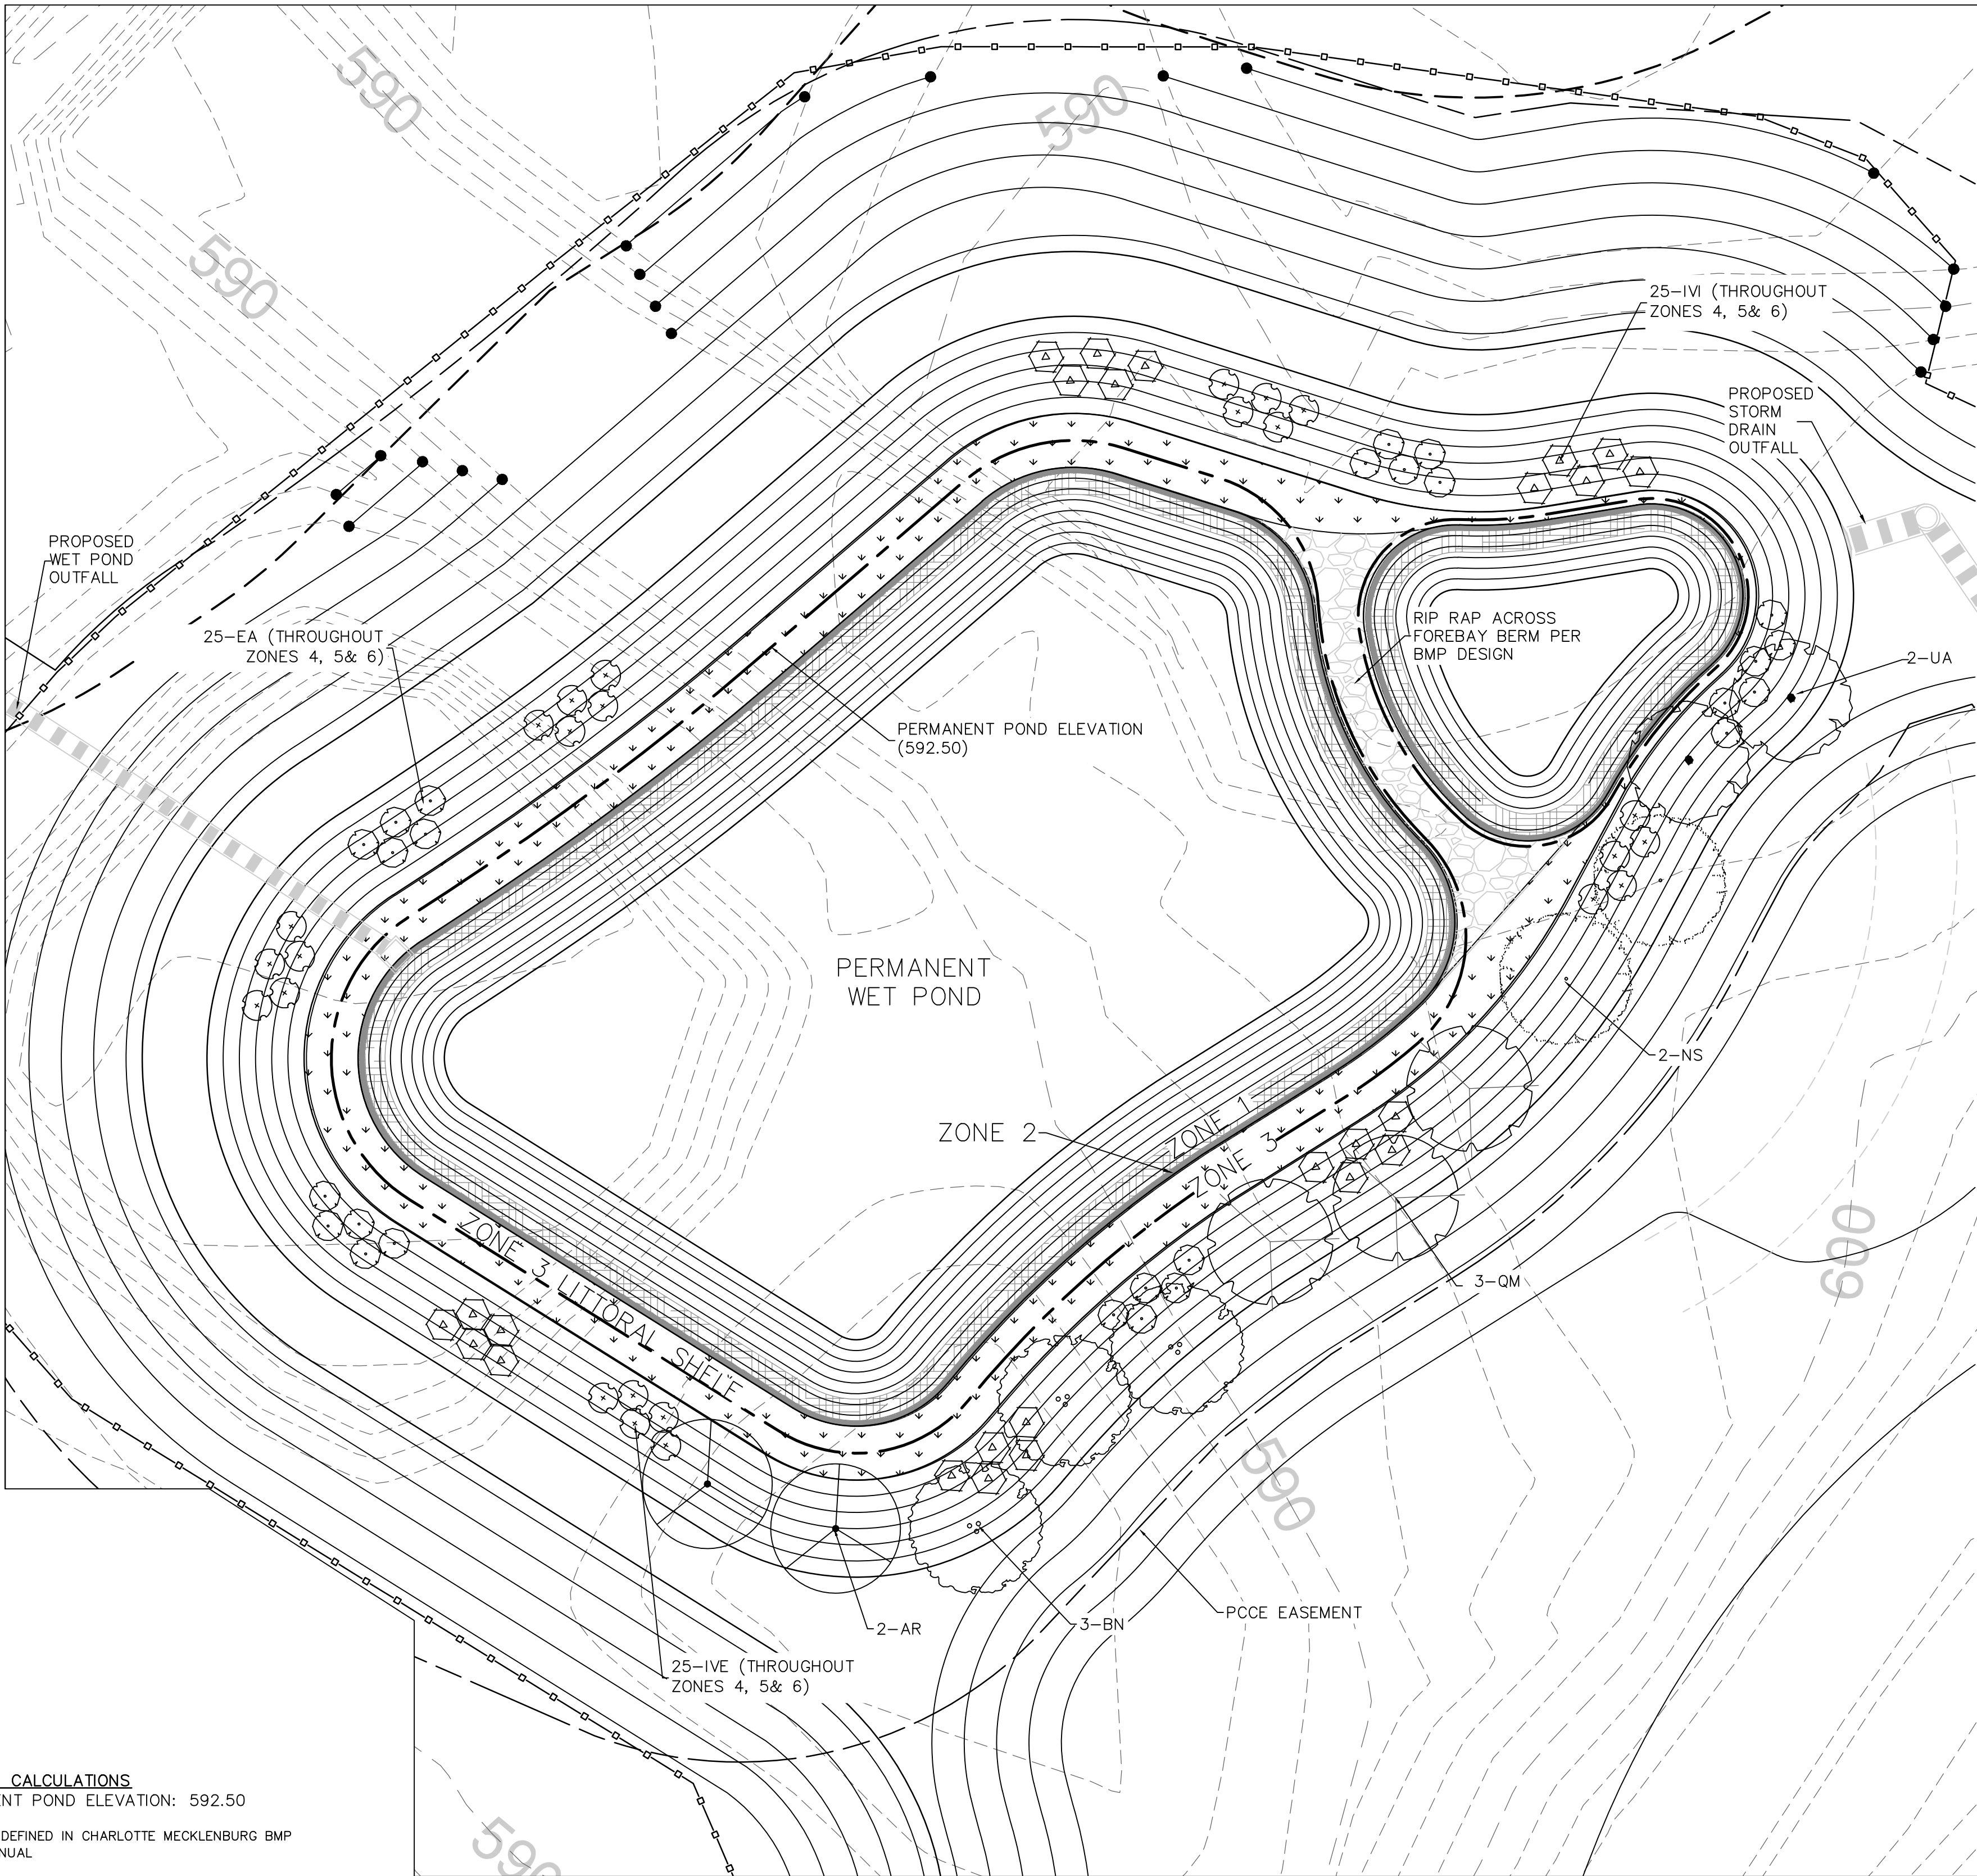 590
590
590
25-IVI (THROUGHOUT
ZONES 4, 5& 6)
PROPOSED
STORM
DRAIN
OUTFALL
PROPOSED
WET POND
OUTFALL
25-EA (THROUGHOUT
ZONES 4, 5& 6)
RIP RAP ACROSS
FOREBAY BERM PER
BMP DESIGN
2-UA
PERMANENT POND ELEVATION
(592.50)
PERMANENT
WET POND
2-NS
ZONE 1
ZONE 2
ZONE 3
600
ZONE 3 LITTORAL SHELF
3-QM
590
2-AR
3-BN
PCCE EASEMENT
25-IVE (THROUGHOUT
ZONES 4, 5& 6)
CALCULATIONS
ENT POND ELEVATION: 592.50
DEFINED IN CHARLOTTE MECKLENBURG BMP
NUAL
590